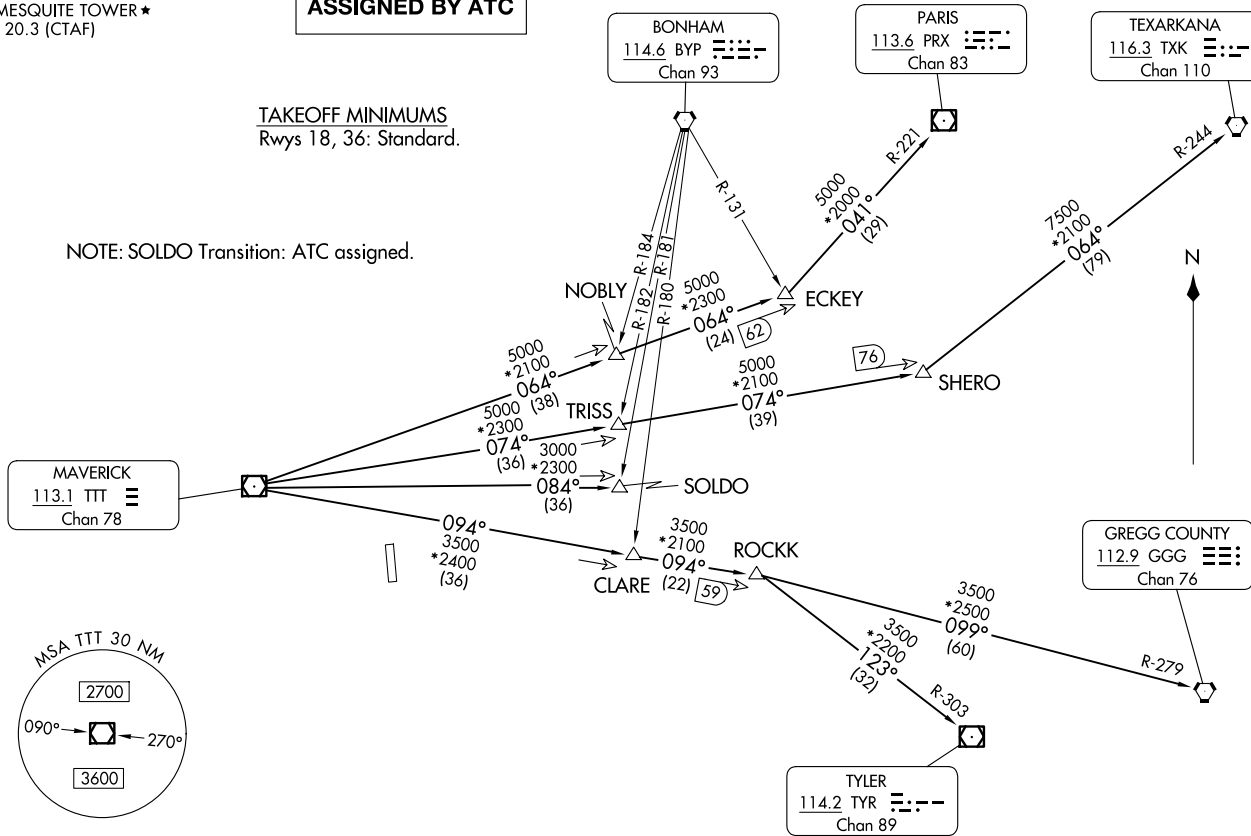 MESQUITE TOWER★
20.3 (CTAF)
ASSIGNED BY ATC
TAKEOFF MINIMUMS
Rwys 18, 36: Standard.
NOTE: SOLDO Transition: ATC assigned.
BONHAM
114.6 BYP
Chan 93
PARIS
113.6 PRX
Chan 83
TEXARKANA
116.3 TXK
Chan 110
R-131
R-184
R-182
R-181
R-180
R-221
5000
*2000
041°
(29)
R-244
7500
*2100
064°
(79)
N
NOBLY
5000
*2300
064°
(24)
62
ECKEY
5000
*2100
064°
(38)
76
SHERO
TRISS
5000
*2100
074°
(39)
5000
*2300
074°
(36)
3000
*2300
084°
(36)
SOLDO
MAVERICK
113.1 TTT
Chan 78
094°
3500
*2400
(36)
CLARE
3500
*2100
094°
(22)
59
ROCKK
GREGG COUNTY
112.9 GGG
Chan 76
3500
*2500
099°
(60)
R-279
3500
*2200
123°
(32)
R-303
TYLER
114.2 TYR
Chan 89
MSA TTT 30 NM
2700
090°
270°
3600